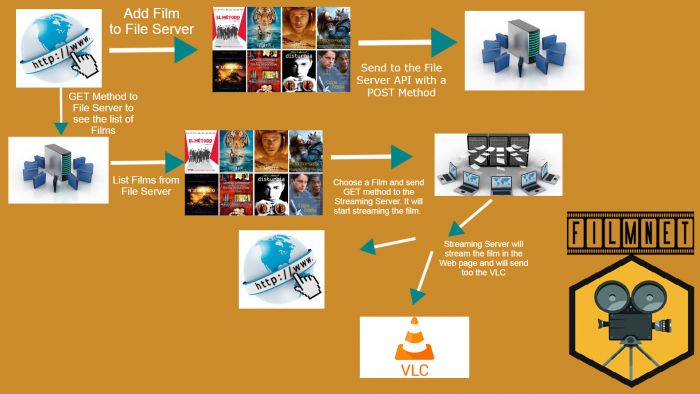 Add Film
to File Server
http://www.
EL MÉTODO
disturbia
Send to the File
Server API with a
POST Method
GET Method to
File Server to
see the list of
Films
List Films from
File Server
EL MÉTODO
disturbia
Choose a Film and send
GET method to the
Streaming Server. It will
start streaming the film.
http://www.
Streaming Server will
stream the film in the
Web page and will send
too the VLC
VLC
FILMNET